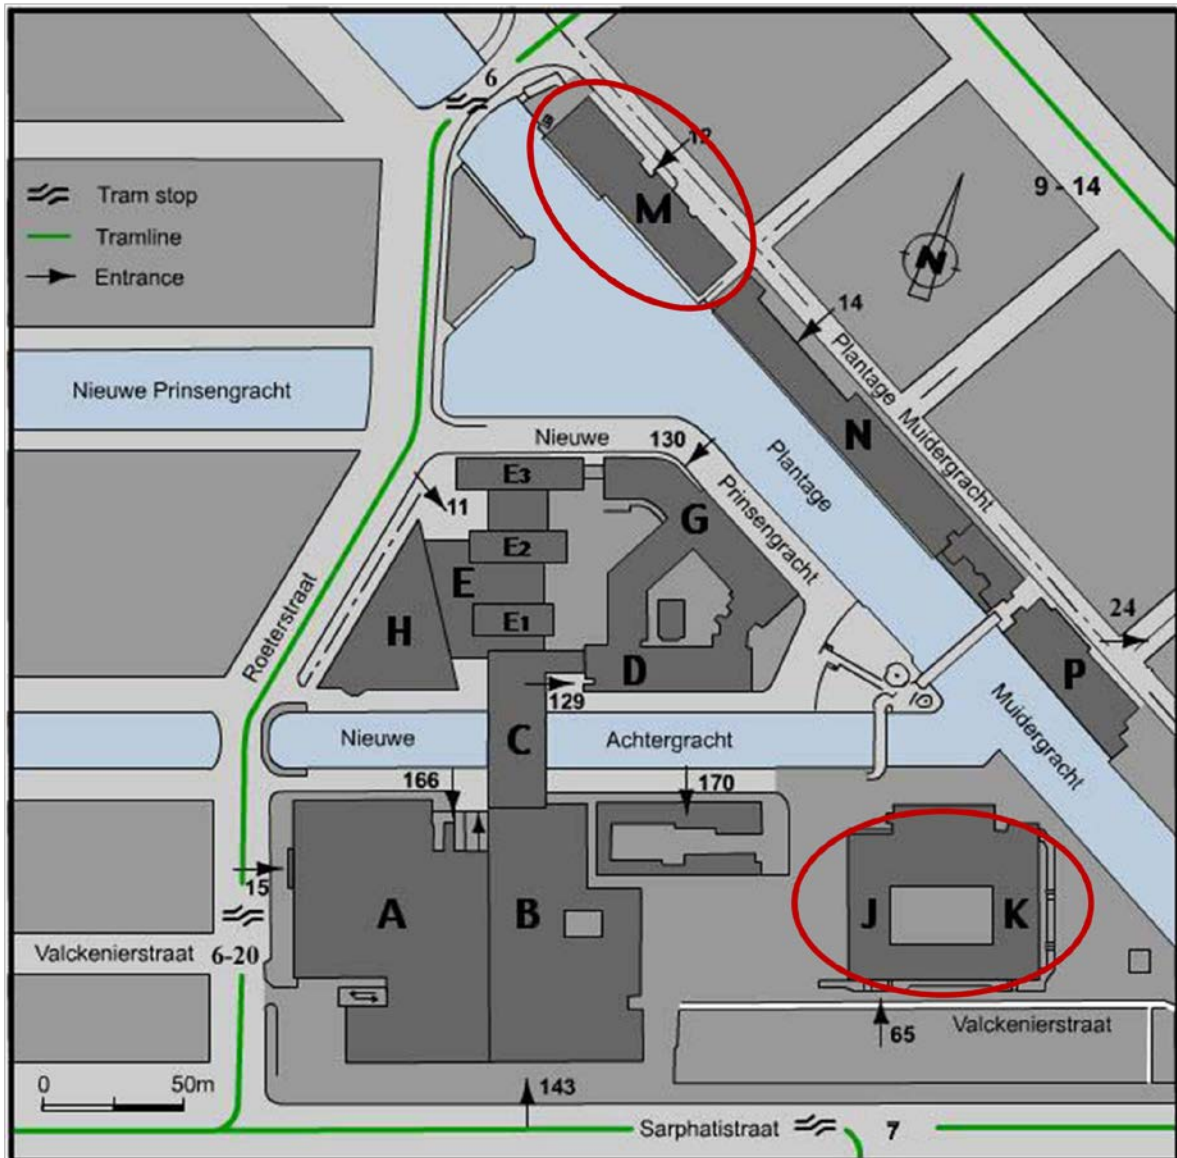 6
12
Tram stop
Tramline
Entrance
M
9 - 14
N
14
Plantage
Muidergracht
Nieuwe Prinsengracht
Nieuwe
130
Prinsengracht
Plantage
Muidergracht
N
E3
11
G
E2
E
E1
H
D
129
Roeterstraat
24
P
Nieuwe
C
Achtergracht
166
170
15
A
B
J
K
Valckenierstraat
6-20
65
Valckenierstraat
0
50m
143
Sarphatistraat
7